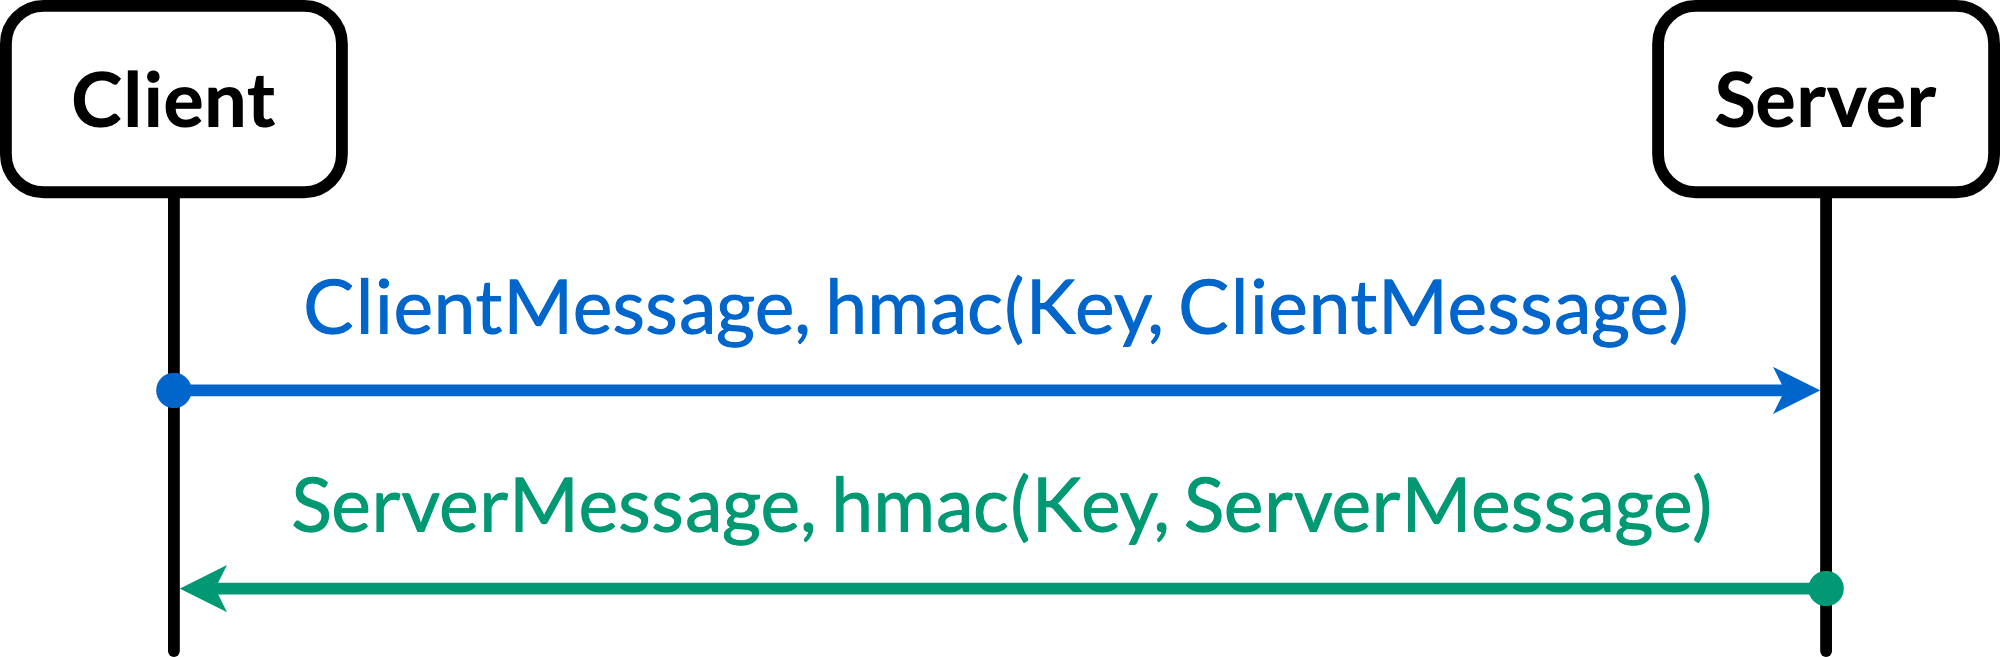 Client
Server
ClientMessage, hmac(Key, ClientMessage)
ServerMessage, hmac(Key, ServerMessage)